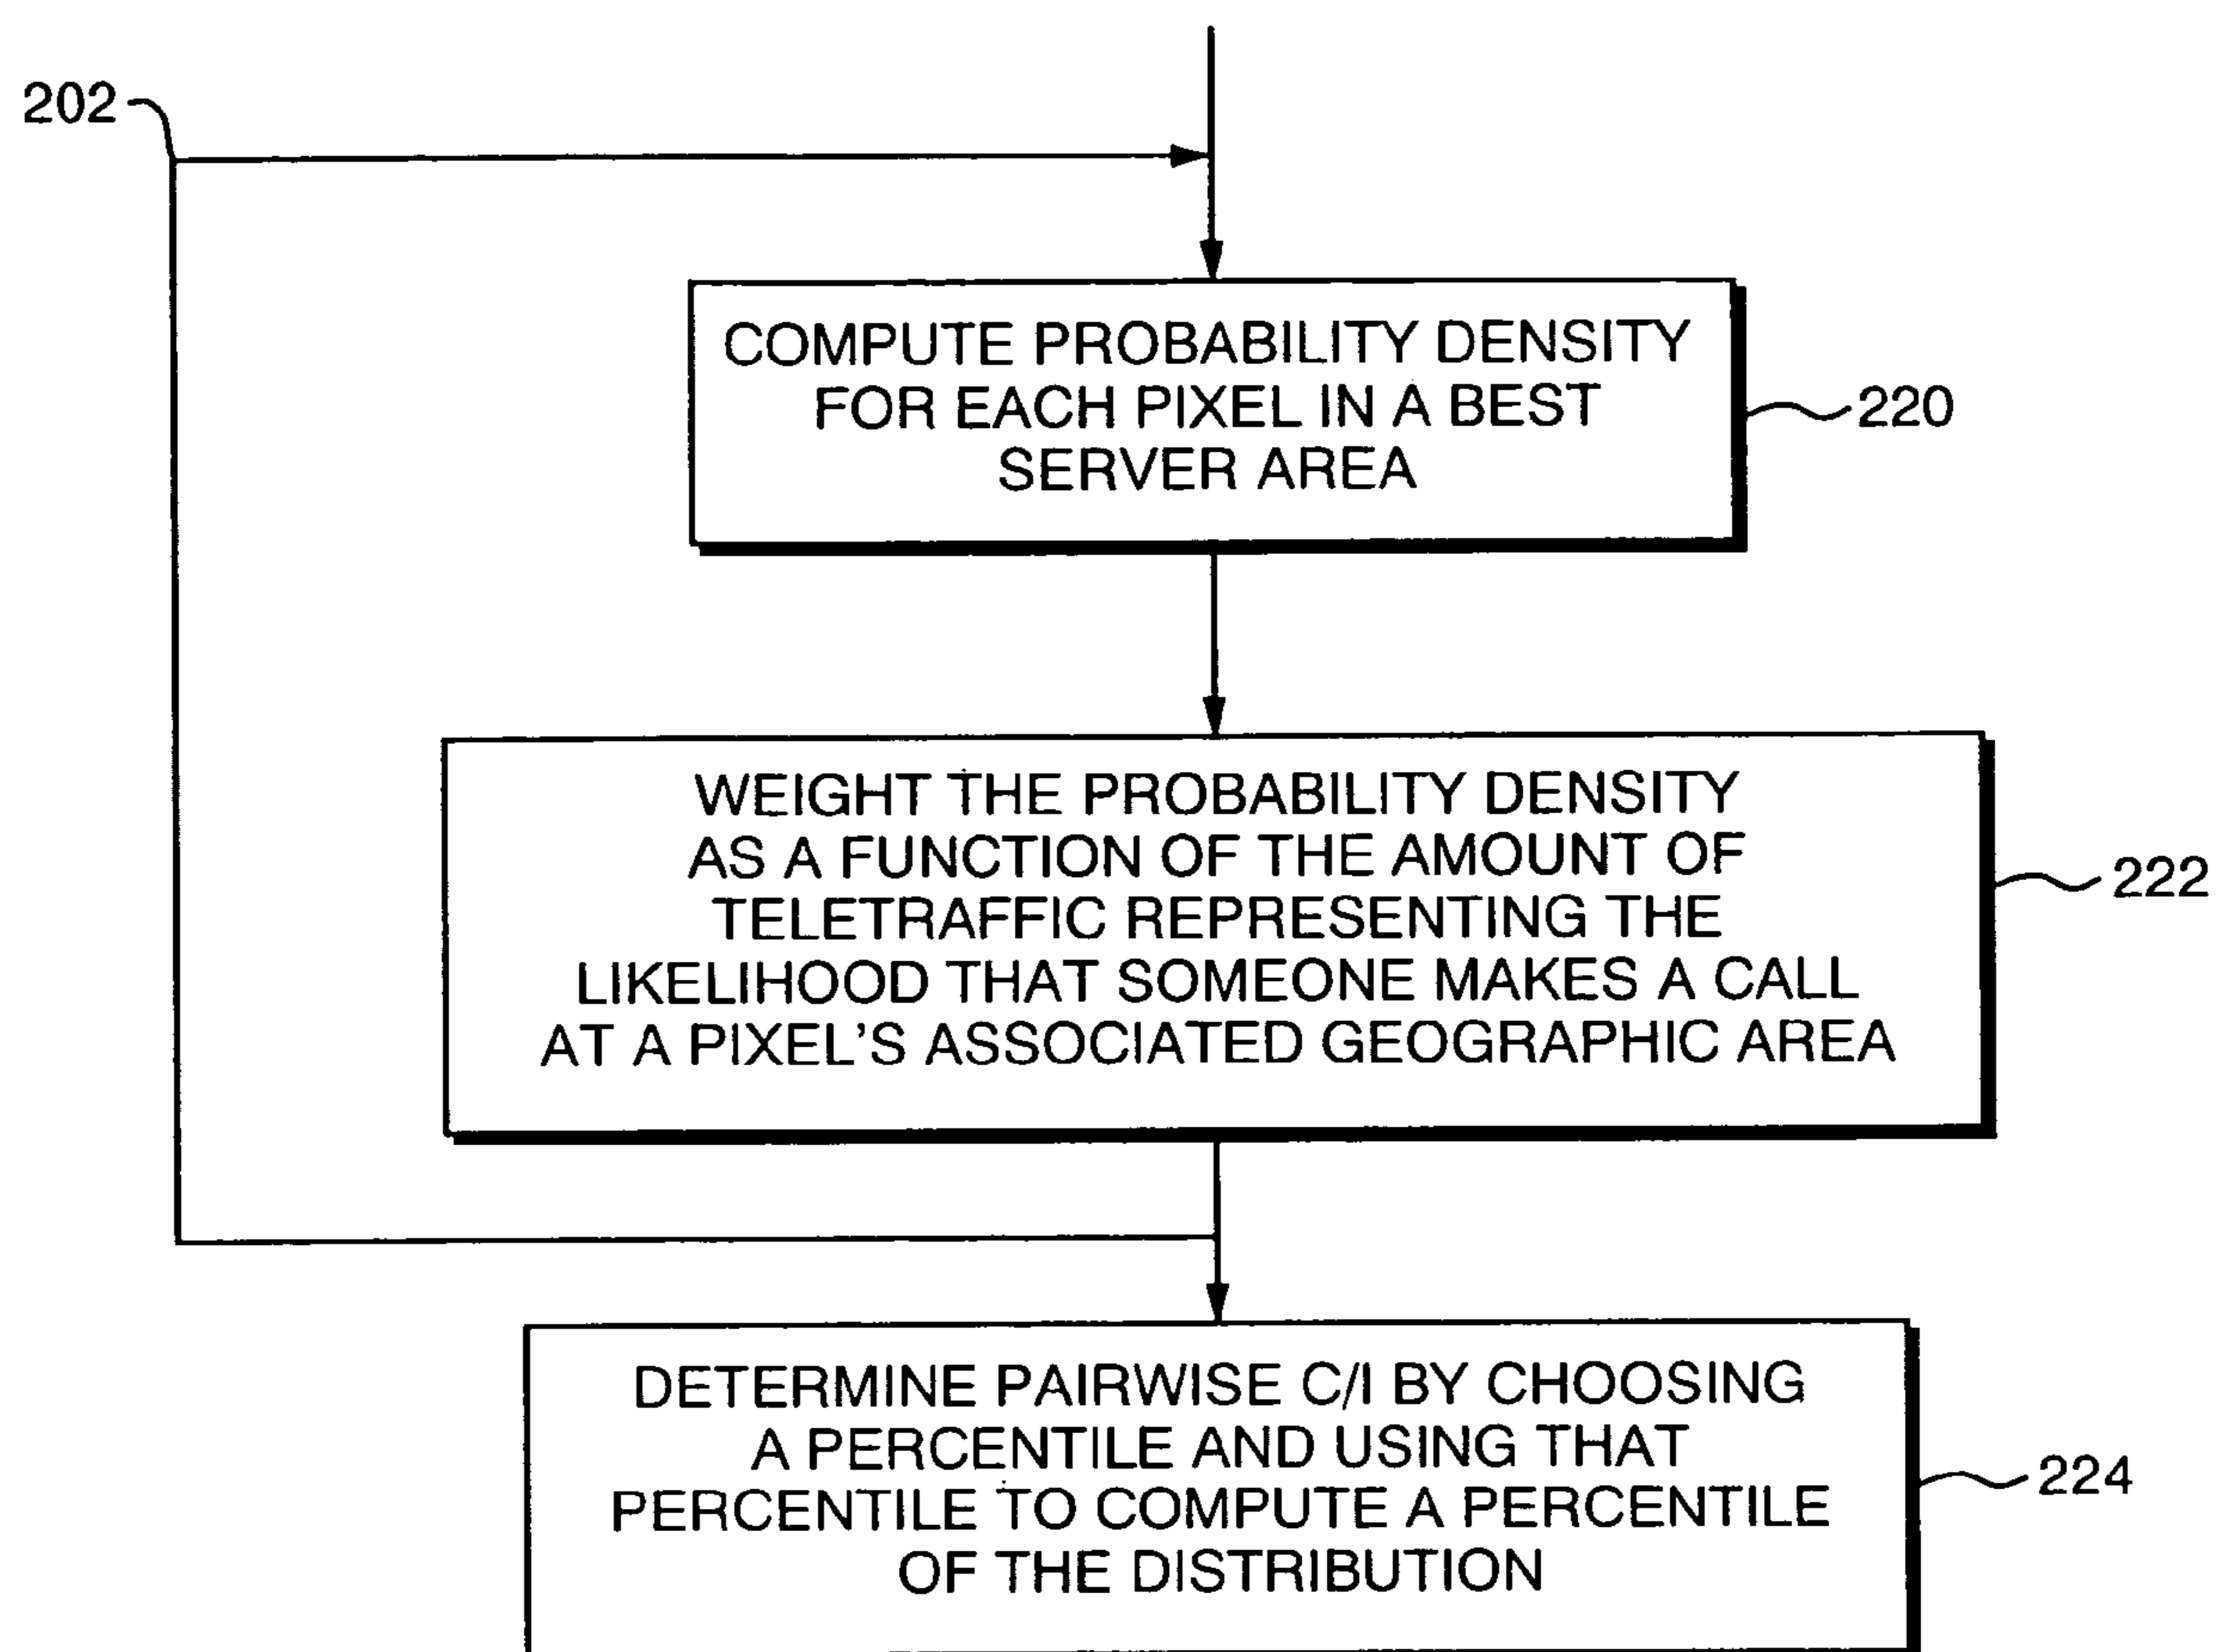 202
COMPUTE PROBABILITY DENSITY
FOR EACH PIXEL IN A BEST
SERVER AREA
220
WEIGHT THE PROBABILITY DENSITY
AS A FUNCTION OF THE AMOUNT OF
TELETRAFFIC REPRESENTING THE
LIKELIHOOD THAT SOMEONE MAKES A CALL
AT A PIXEL'S ASSOCIATED GEOGRAPHIC AREA
222
DETERMINE PAIRWISE C/I BY CHOOSING
A PERCENTILE AND USING THAT
PERCENTILE TO COMPUTE A PERCENTILE
OF THE DISTRIBUTION
224